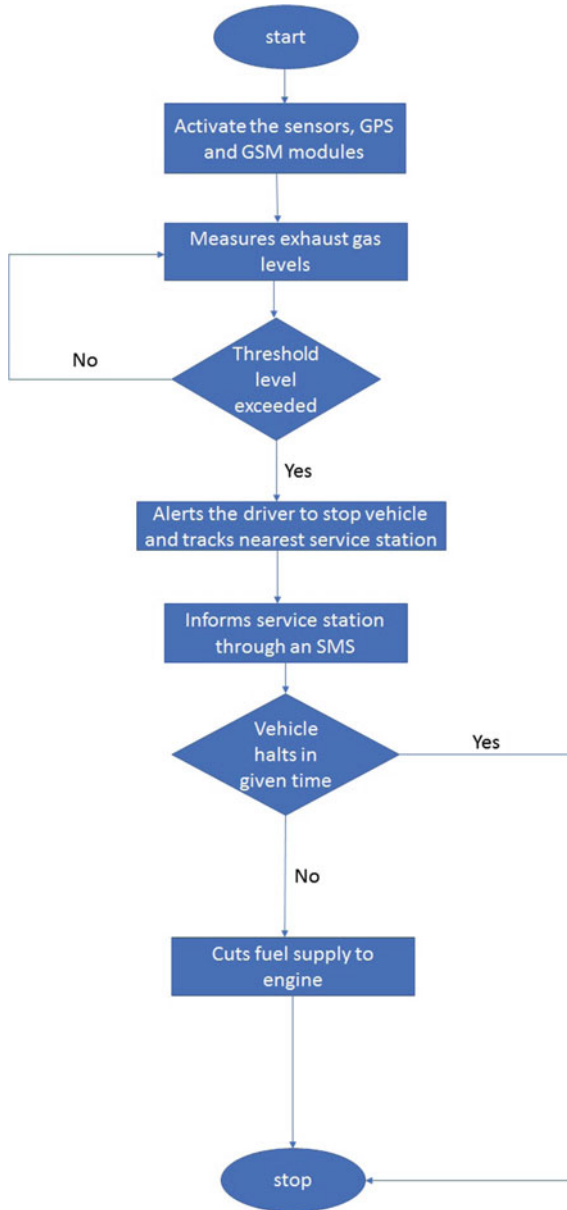 start
Activate the sensors, GPS
and GSM modules
Measures exhaust gas
levels
No
Threshold
level
exceeded
Yes
Alerts the driver to stop vehicle
and tracks nearest service station
Informs service station
through an SMS
Vehicle
halts in
given time
Yes
No
Cuts fuel supply to
engine
stop